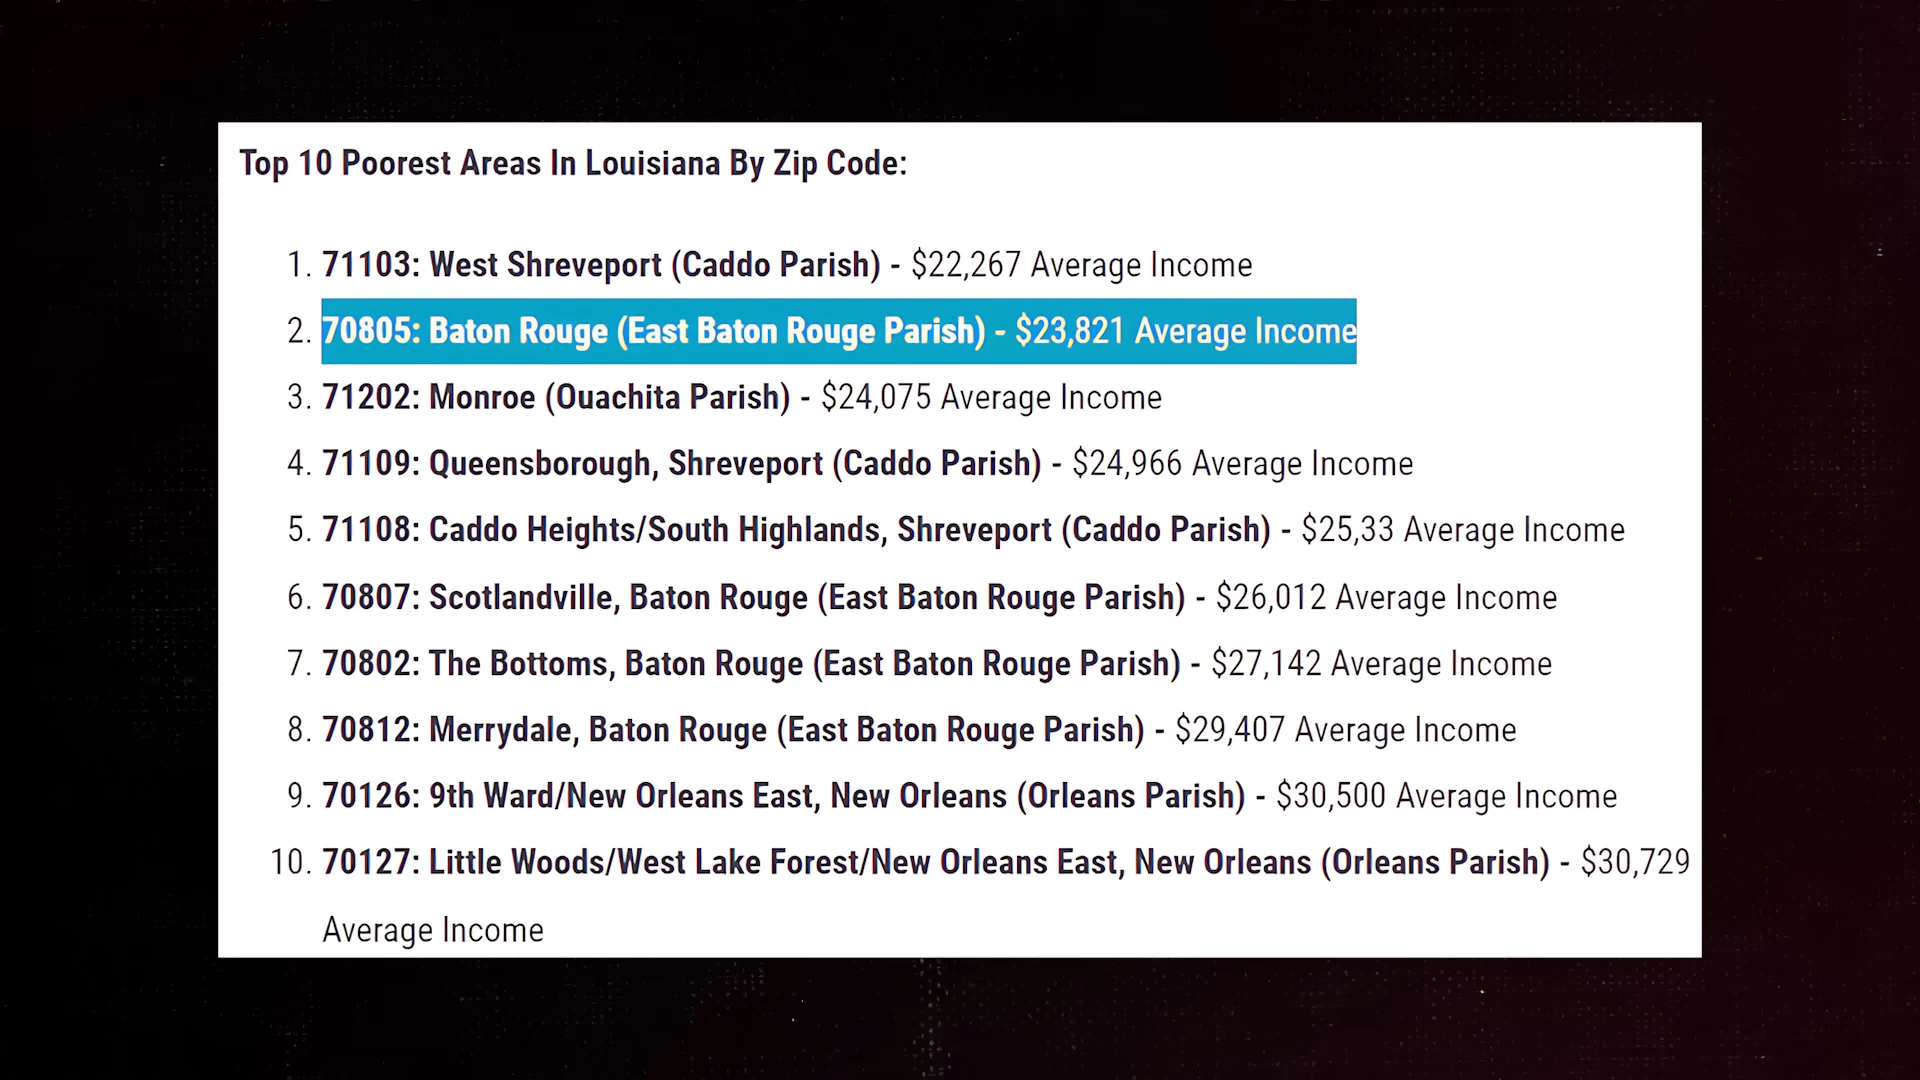 Top 10 Poorest Areas In Louisiana By Zip Code:
1. 71103: West Shreveport (Caddo Parish) - $22,267 Average Income
2. 70805: Baton Rouge (East Baton Rouge Parish) - $23,821 Average Income
3. 71202: Monroe (Ouachita Parish) - $24,075 Average Income
4. 71109: Queensborough, Shreveport (Caddo Parish) - $24,966 Average Income
5. 71108: Caddo Heights/South Highlands, Shreveport (Caddo Parish) - $25,33 Average Income
6. 70807: Scotlandville, Baton Rouge (East Baton Rouge Parish) - $26,012 Average Income
7. 70802: The Bottoms, Baton Rouge (East Baton Rouge Parish) - $27,142 Average Income
8. 70812: Merrydale, Baton Rouge (East Baton Rouge Parish) - $29,407 Average Income
9. 70126: 9th Ward/New Orleans East, New Orleans (Orleans Parish) - $30,500 Average Income
10. 70127: Little Woods/West Lake Forest/New Orleans East, New Orleans (Orleans Parish) - $30,729
Average Income